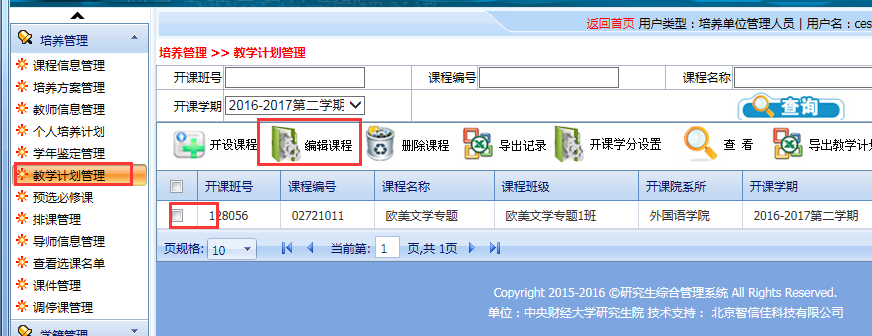 返回首页 用户类型：培养单位管理人员 | 用户名：ces
培养管理
课程信息管理
培养方案管理
教师信息管理
个人培养计划
学年鉴定管理
教学计划管理
预选必修课
排课管理
导师信息管理
查看选课名单
课件管理
调停课管理
学籍管理
培养管理 >> 教学计划管理
开课班号 课程编号 课程名称
开课学期 2016-2017第二学期 查询
开设课程 编辑课程 删除课程 导出记录 开课学分设置 查 看 导出教学计
开课班号 课程编号 课程名称 课程班级 开课院系所 开课学期
128056 02721011 欧美文学专题 欧美文学专题1班 外国语学院 2016-2017第二学期
页规格: 10 当前第: 1 页,共 1页
Copyright 2015-2016 ©研究生综合管理系统 All Rights Reserved.
单位：中央财经大学研究生院 技术支持： 北京智信佳科技有限公司